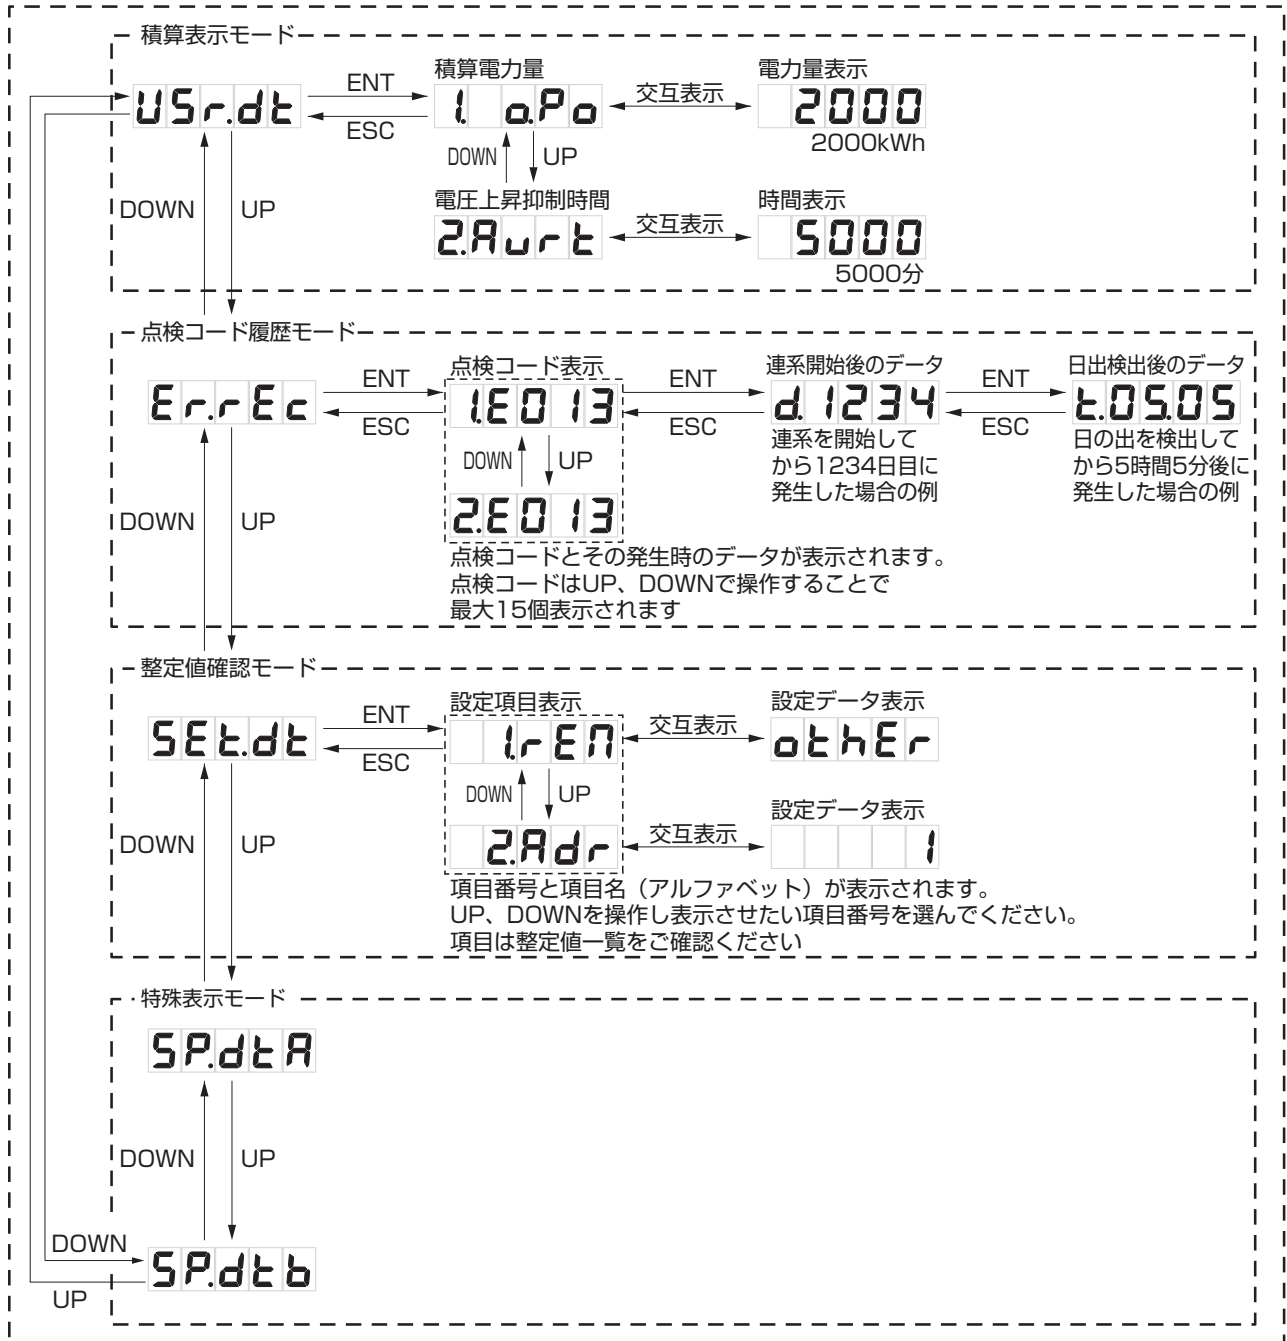 積算表示モード
積算電力量
電力量表示
USr.dt
ENT
ESC
1. o.Po
交互表示
2000
2000kWh
DOWN
UP
電圧上昇抑制時間
時間表示
2.Aurt
交互表示
5000
5000分
DOWN
UP
点検コード履歴モード
点検コード表示
連系開始後のデータ
日出検出後のデータ
Er.rEc
ENT
ESC
1.E013
ENT
ESC
d.1234
ENT
ESC
t.05.05
DOWN
UP
2.E013
連系を開始して
から1234日目に
発生した場合の例
日の出を検出して
から5時間5分後に
発生した場合の例
点検コードとその発生時のデータが表示されます。
点検コードはUP、DOWNで操作することで
最大15個表示されます
DOWN
UP
整定値確認モード
設定項目表示
設定データ表示
SEt.dt
ENT
ESC
1.rEM
交互表示
othEr
DOWN
UP
設定データ表示
2.Adr
交互表示
1
項目番号と項目名（アルファベット）が表示されます。
UP、DOWNを操作し表示させたい項目番号を選んでください。
項目は整定値一覧をご確認ください
DOWN
UP
特殊表示モード
SP.dtA
DOWN
UP
DOWN
SP.dtb
UP